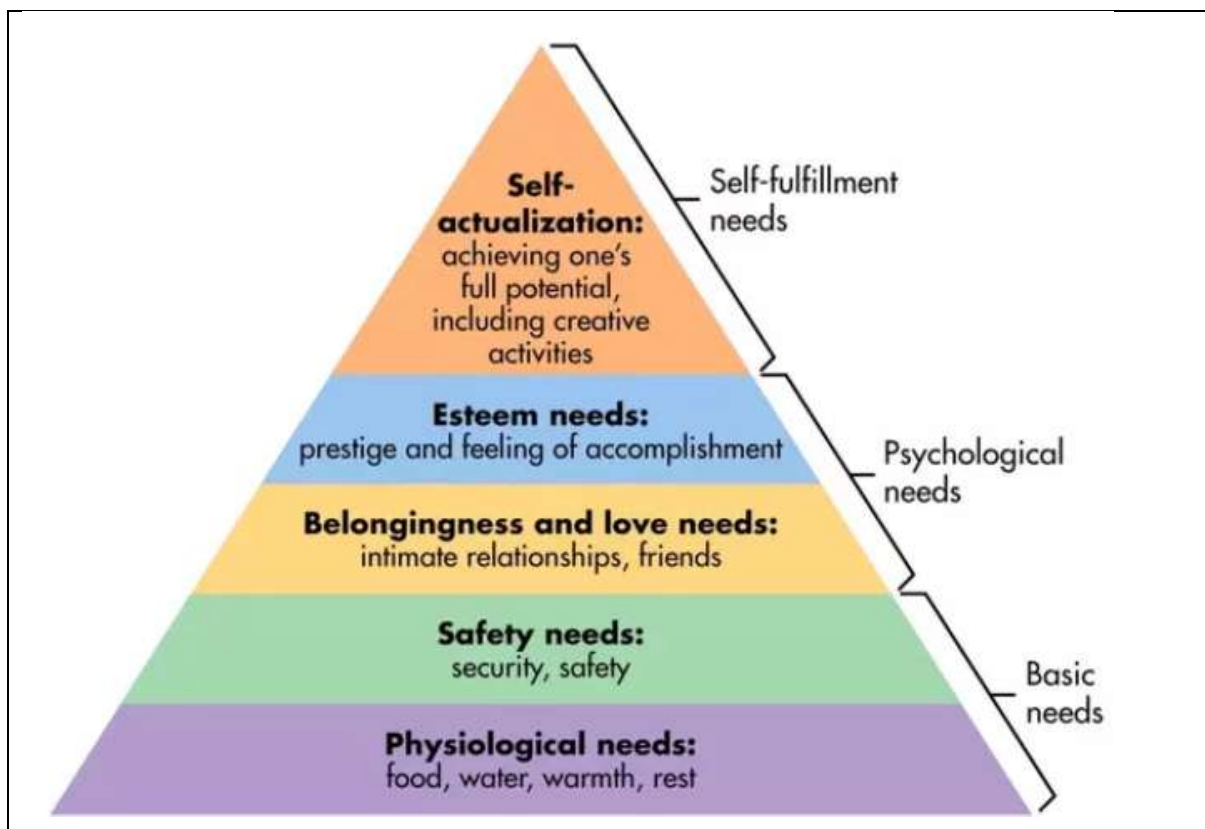 Self-
actualization:
achieving one's
full potential,
including creative
activities
Self-fulfillment
needs
Esteem needs:
prestige and feeling of accomplishment
Psychological
needs
Belongingness and love needs:
intimate relationships, friends
Safety needs:
security, safety
Basic
needs
Physiological needs:
food, water, warmth, rest